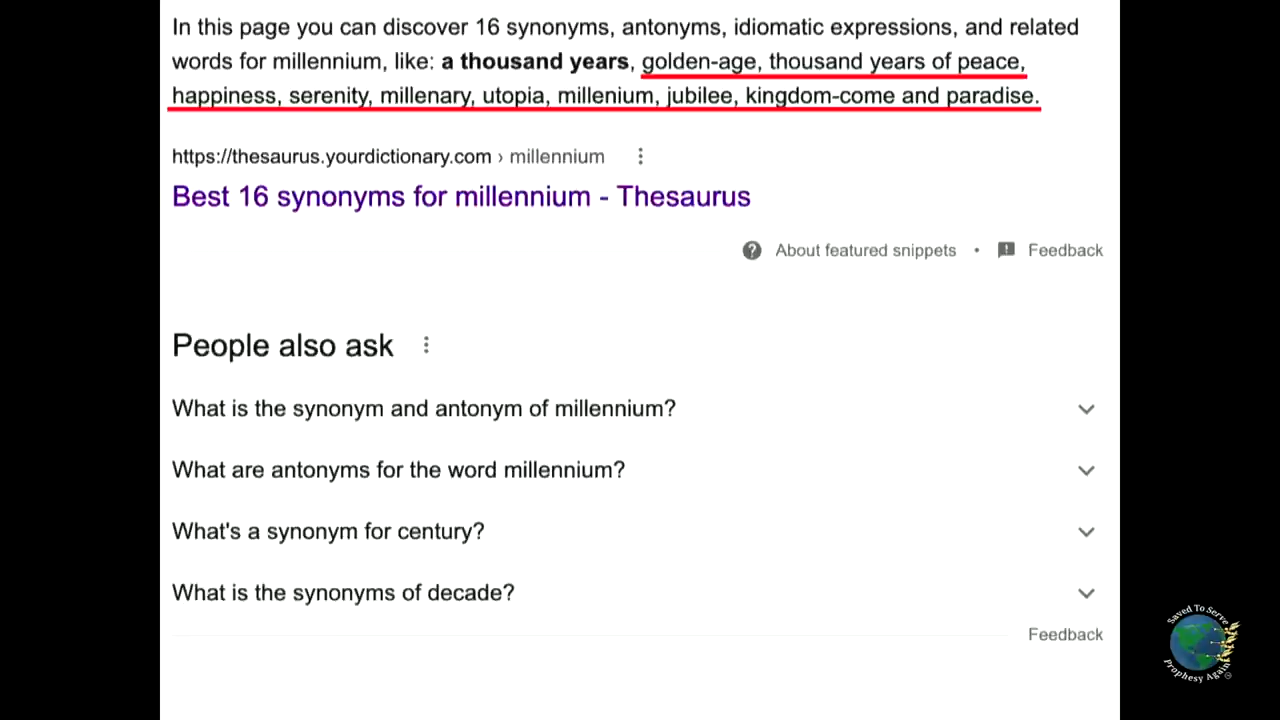 In this page you can discover 16 synonyms, antonyms, idiomatic expressions, and related
words for millennium, like: a thousand years, golden-age, thousand years of peace,
happiness, serenity, millenary, utopia, millenium, jubilee, kingdom-come and paradise.
https://thesaurus.yourdictionary.com › millennium
Best 16 synonyms for millennium - Thesaurus
About featured snippets • Feedback
People also ask
What is the synonym and antonym of millennium?
What are antonyms for the word millennium?
What's a synonym for century?
What is the synonyms of decade?
Feedback
Saved To Serve
Prophesy Again